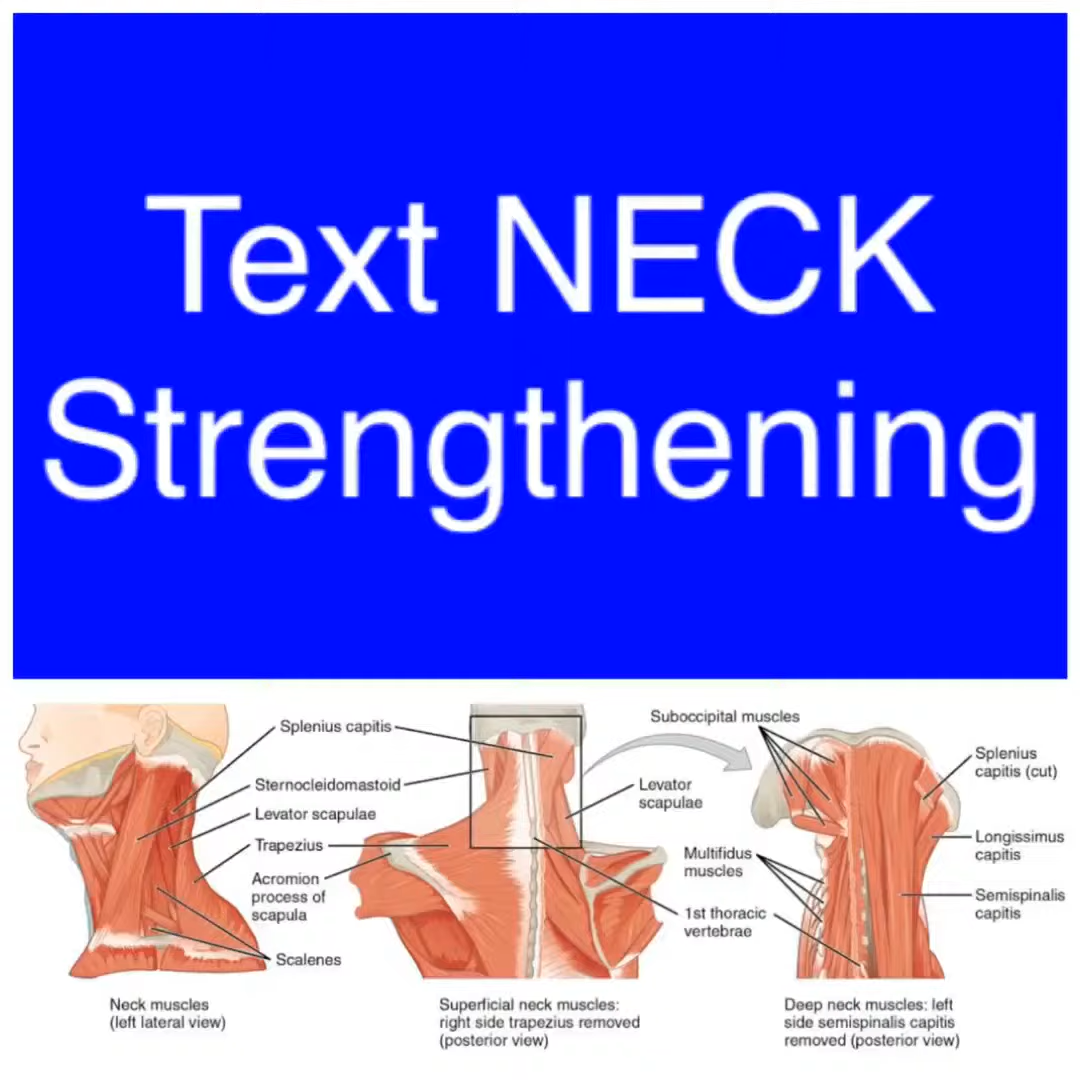 Text NECK
Strengthening
Splenius capitis
Sternocleidomastoid
Levator scapulae
Trapezius
Acromion
process of
scapula
Scalenes
Neck muscles
(left lateral view)
Levator
scapulae
1st thoracic
vertebrae
Superficial neck muscles:
right side trapezius removed
(posterior view)
Suboccipital muscles
Multifidus
muscles
Splenius
capitis (cut)
Longissimus
capitis
Semispinalis
capitis
Deep neck muscles: left
side semispinalis capitis
removed (posterior view)